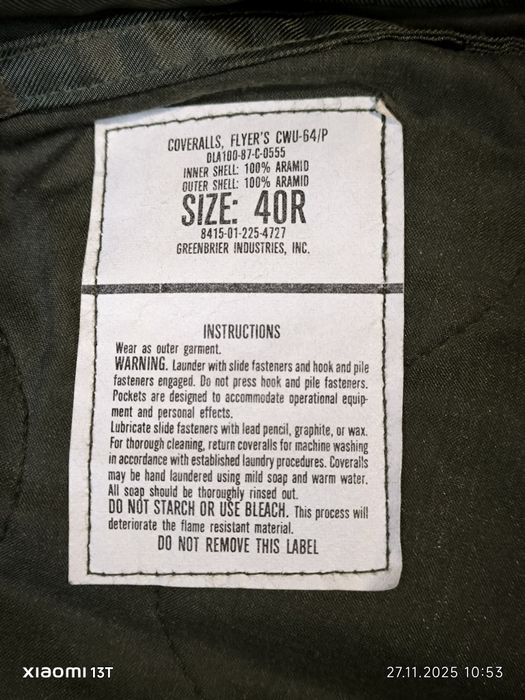 COVERALLS, FLYER'S CWU-64/P
DLA100-87-C-0555
INNER SHELL: 100% ARAMID
OUTER SHELL: 100% ARAMID
SIZE: 40R
8415-01-225-4727
GREENBRIER INDUSTRIES, INC.
INSTRUCTIONS
Wear as outer garment.
WARNING. Launder with slide fasteners and hook and pile
fasteners engaged. Do not press hook and pile fasteners.
Pockets are designed to accommodate operational equip-
ment and personal effects.
Lubricate slide fasteners with lead pencil, graphite, or wax.
For thorough cleaning, return coveralls for machine washing
in accordance with established laundry procedures. Coveralls
may be hand laundered using mild soap and warm water.
All soap should be thoroughly rinsed out.
DO NOT STARCH OR USE BLEACH. This process will
deteriorate the flame resistant material.
DO NOT REMOVE THIS LABEL
xiaomi 13T
27.11.2025 10:53